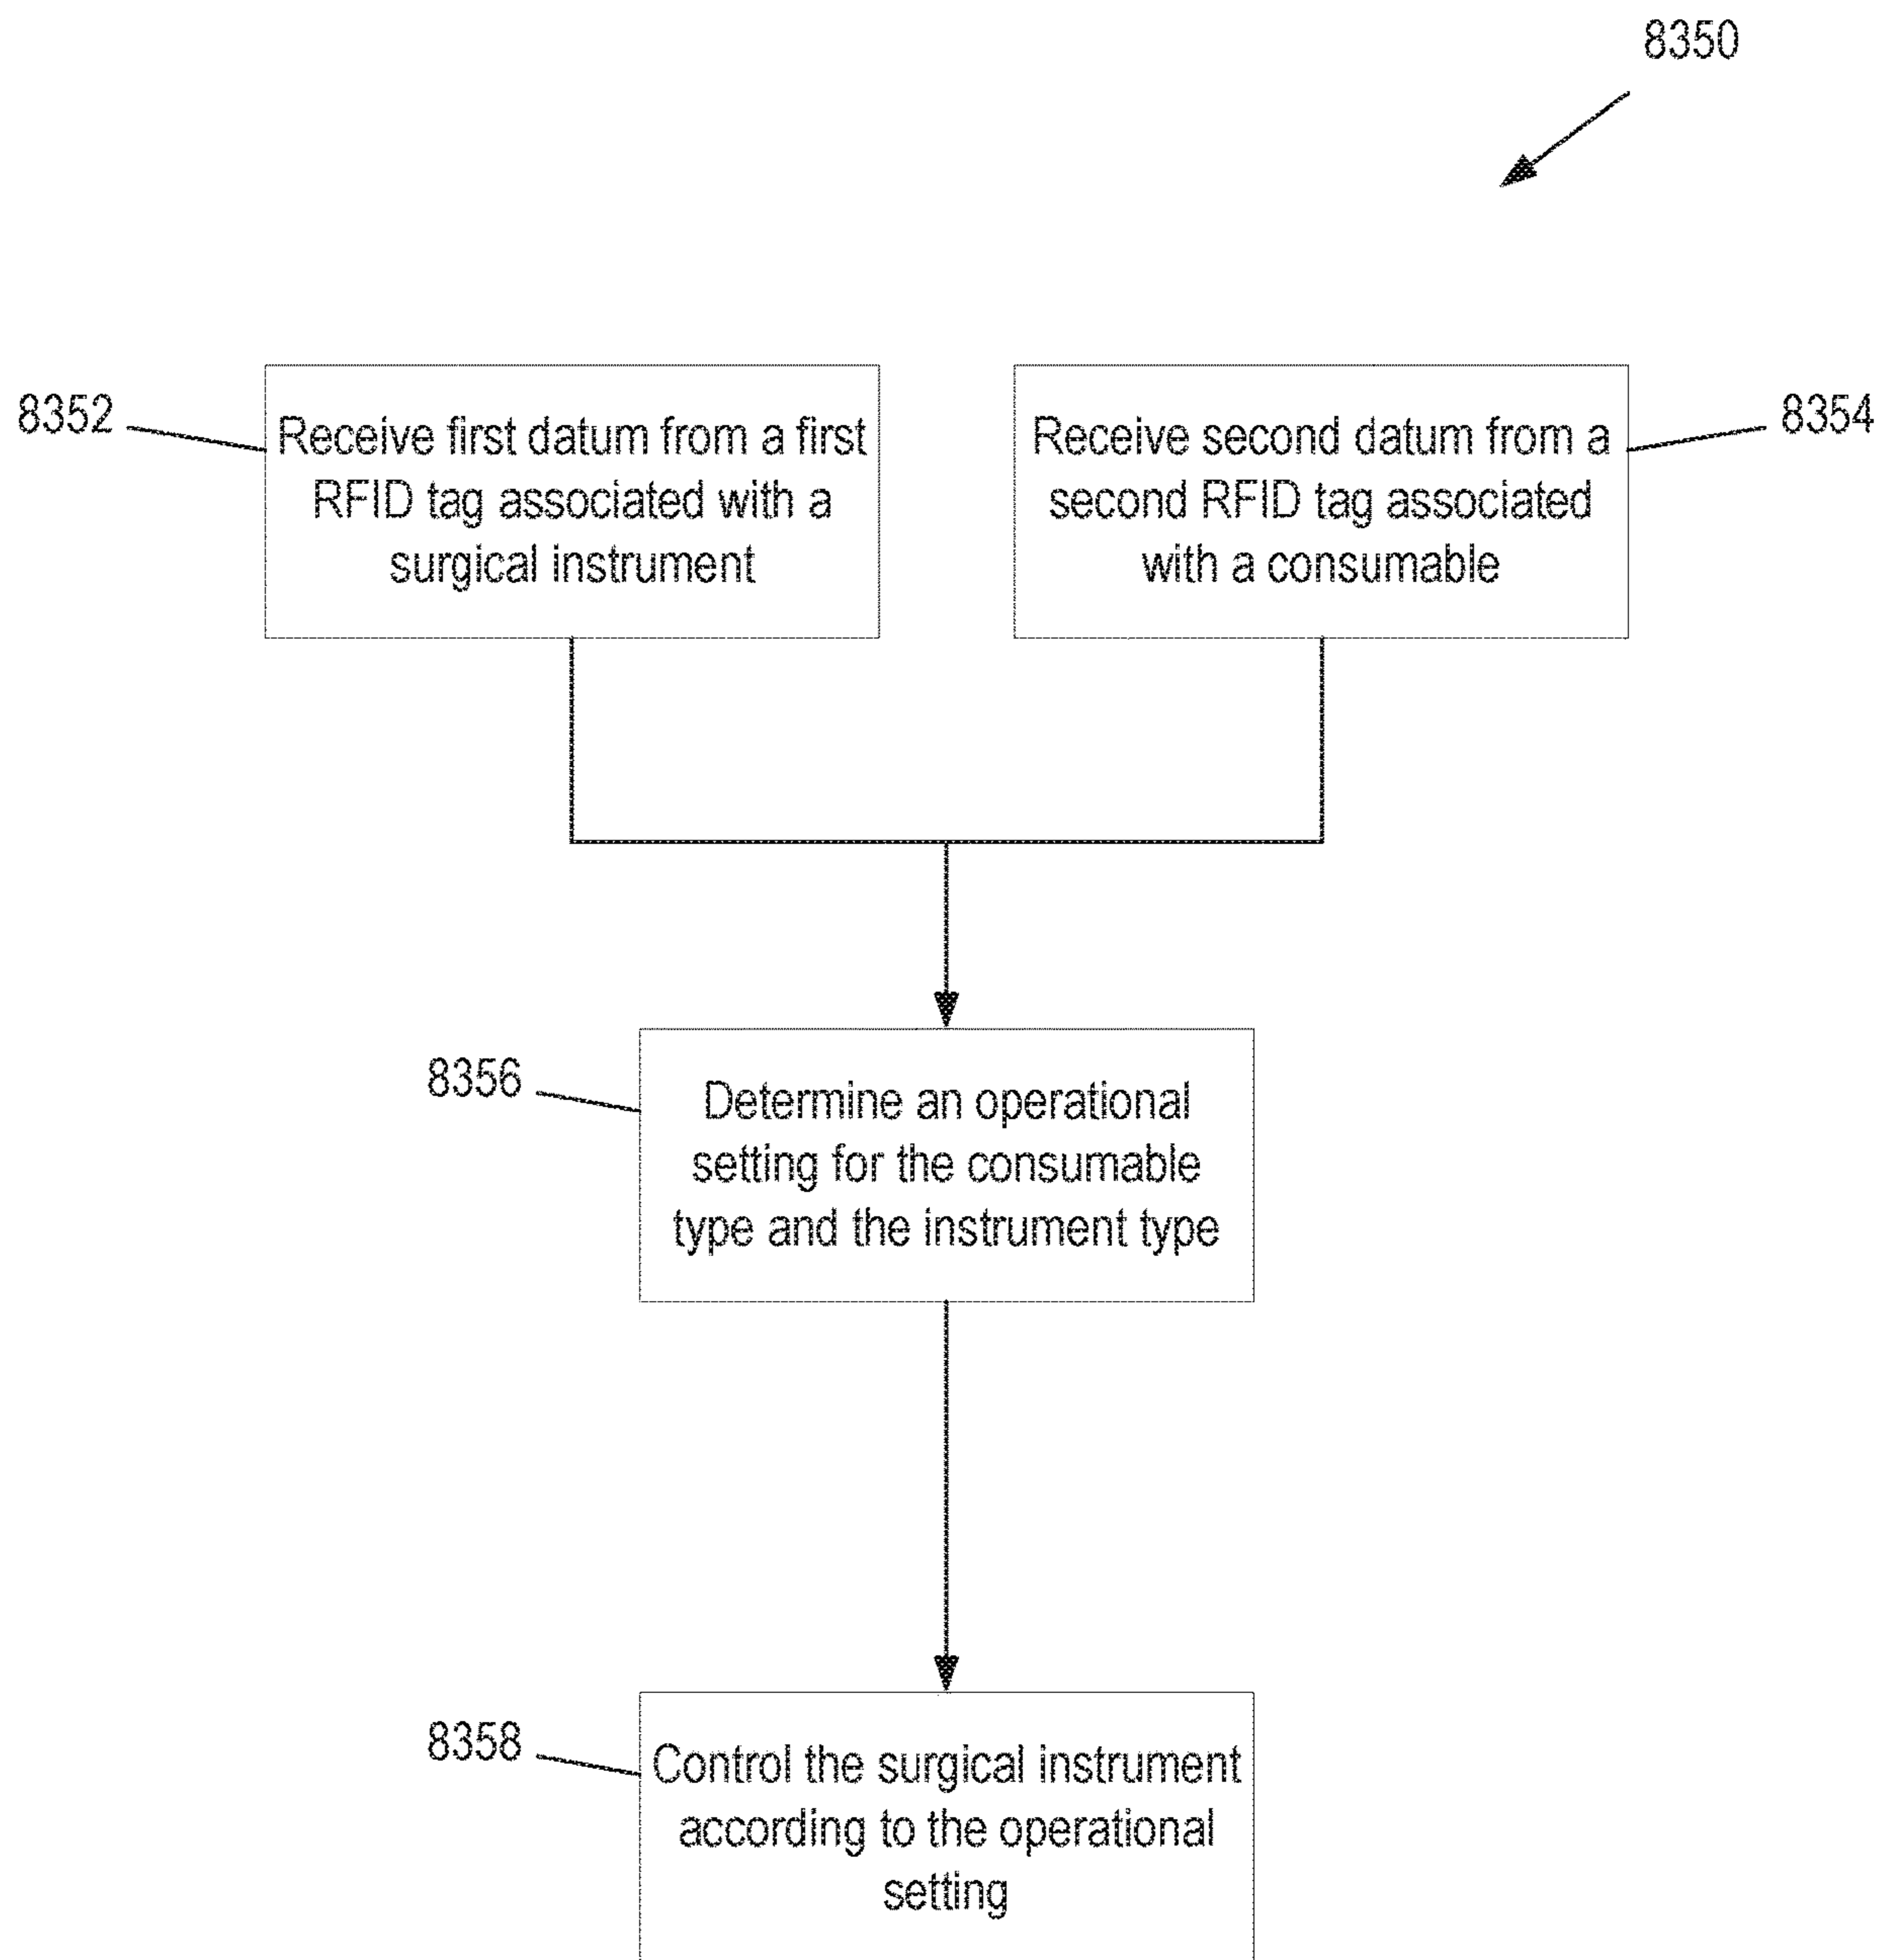 8350
8352
Receive first datum from a first
RFID tag associated with a
surgical instrument
Receive second datum from a
second RFID tag associated
with a consumable
8354
8356
Determine an operational
setting for the consumable
type and the instrument type
8358
Control the surgical instrument
according to the operational
setting